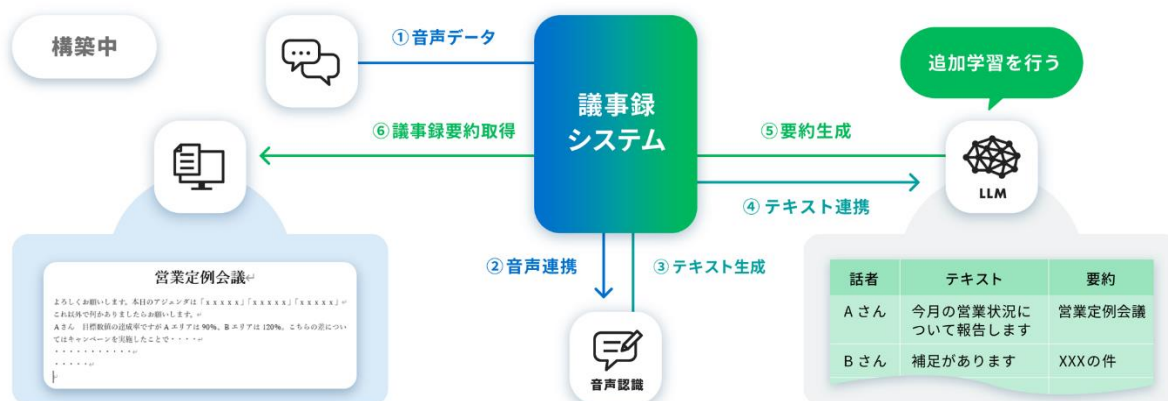 構築中
①音声データ
議事録
システム
追加学習を行う
⑥議事録要約取得
⑤要約生成
LLM
④テキスト連携
②音声連携
③テキスト生成
音声認識
営業定例会議↵
よろしくお願いします。本日のアジェンダは「ｘｘｘｘｘ」「ｘｘｘｘｘ」「ｘｘｘｘｘ」↵
これ以外で何かありましたらお願いします。↵
Aさん　目標数値の達成率ですがAエリアは90%、Bエリアは120%、こちらの差につい
てはキャンペーンを実施したことで・・・・↵
・・・・・・・・・・・↵
・・・・・↵
↵
話者 テキスト 要約
Aさん 今月の営業状況に 営業定例会議
について報告します
Bさん 補足があります XXXの件